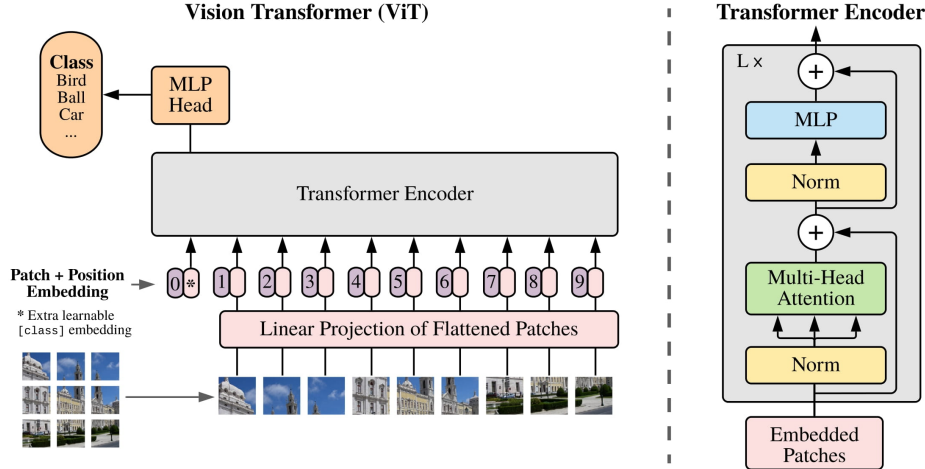 Vision Transformer (ViT)
Class
Bird
Ball
Car
...
MLP
Head
Transformer Encoder
Patch + Position
Embedding
0 * 1 2 3 4 5 6 7 8 9
* Extra learnable
[class] embedding
Linear Projection of Flattened Patches
Transformer Encoder
L ×
+
MLP
Norm
+
Multi-Head
Attention
Norm
Embedded
Patches